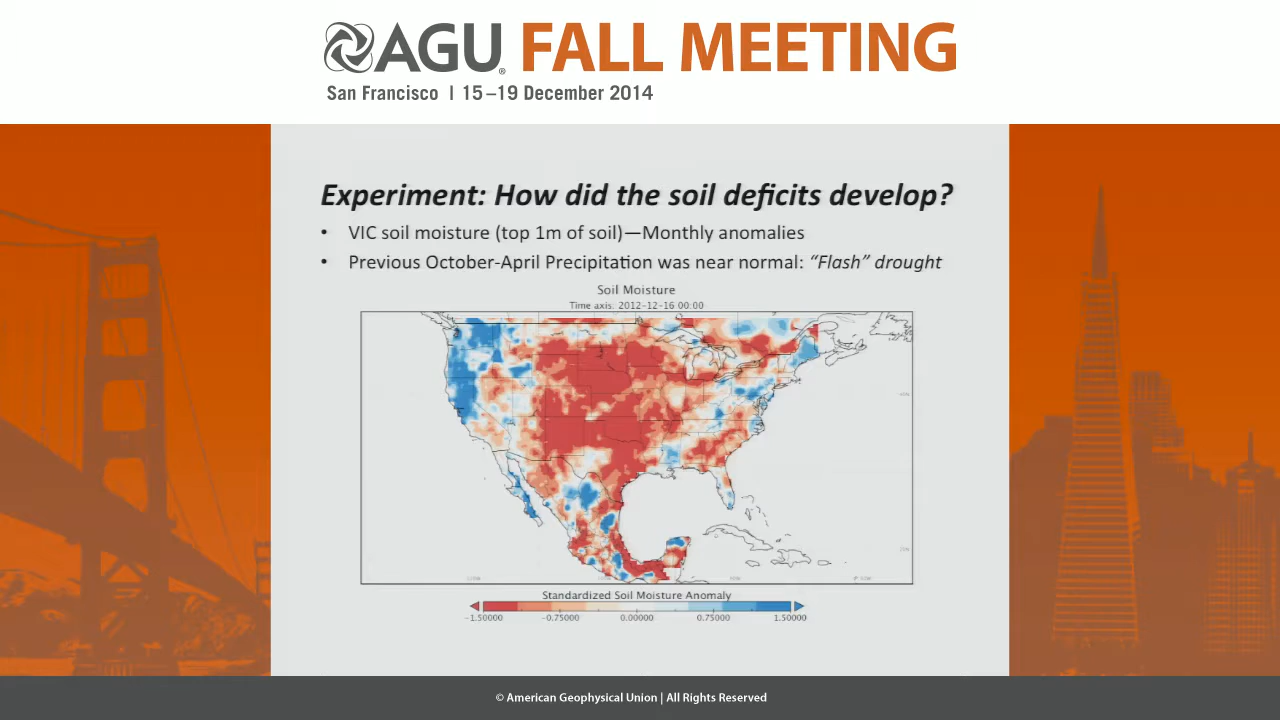 AGU® FALL MEETING
San Francisco | 15–19 December 2014
Experiment: How did the soil deficits develop?
• VIC soil moisture (top 1m of soil)—Monthly anomalies
• Previous October-April Precipitation was near normal: “Flash” drought
Soil Moisture
Time axis: 2012-12-16 00:00
Standardized Soil Moisture Anomaly
−1.50000 −0.75000 0.00000 0.75000 1.50000
© American Geophysical Union | All Rights Reserved